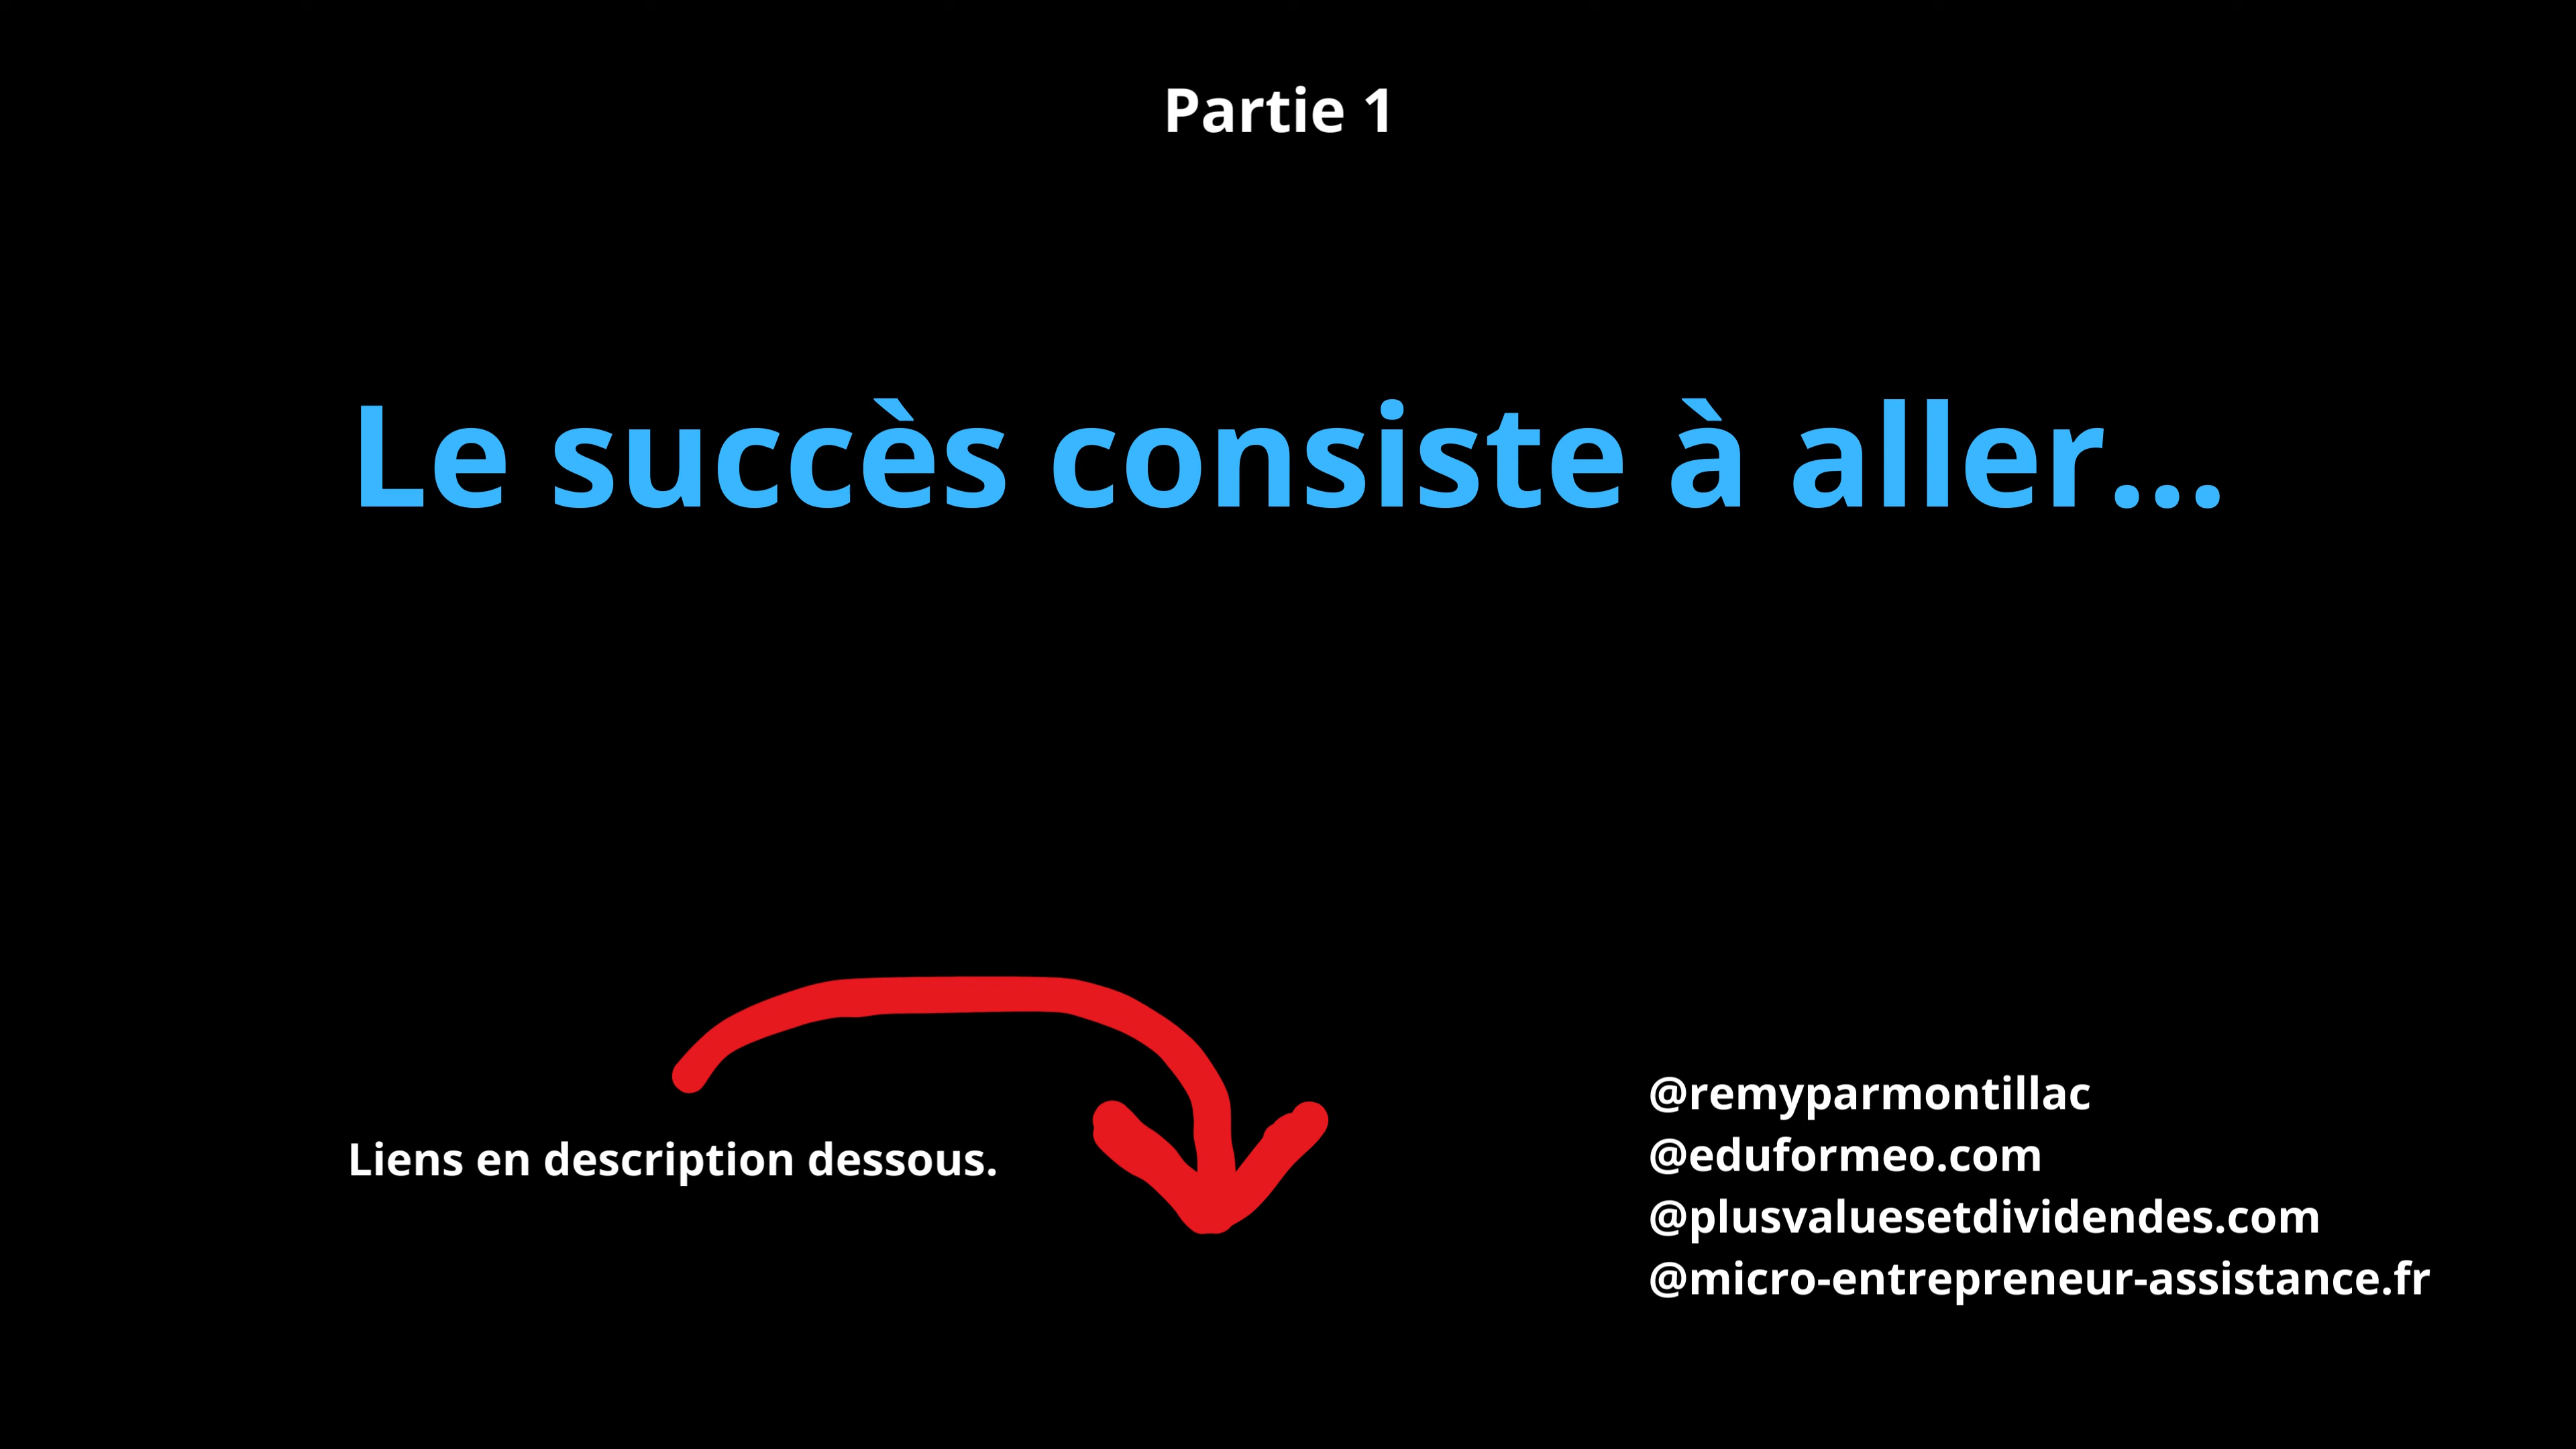 Partie 1
Le succès consiste à aller...
Liens en description dessous.
@remyparmontillac
@eduformeo.com
@plusvaluesetdividendes.com
@micro-entrepreneur-assistance.fr